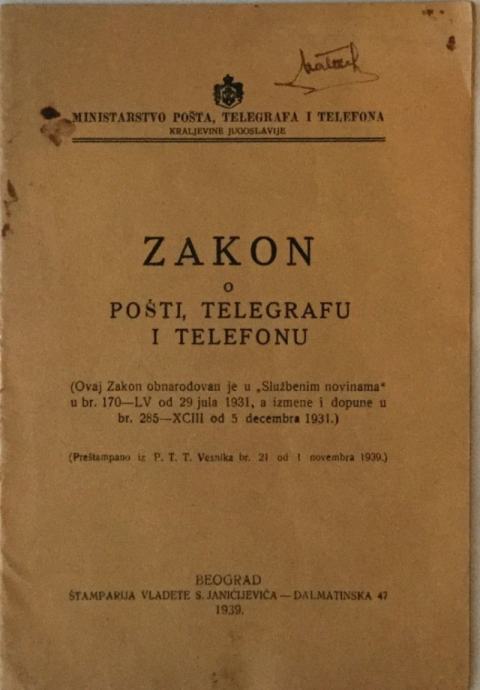 MINISTARSTVO POŠTA, TELEGRAFA I TELEFONA
KRALJEVINE JUGOSLAVIJE
ZAKON
O
POŠTI, TELEGRAFU
I TELEFONU
(Ovaj Zakon obnarodovan je u „Službenim novinama“
u br. 170—LV od 29 jula 1931, a izmene i dopune u
br. 285—XCIII od 5 decembra 1931.)
(Preštampano iz P. T. T. Vesnika br. 21 od 1 novembra 1939.)
BEOGRAD
ŠTAMPARIJA VLADETE S. JANIĆIJEVIĆA — DALMATINSKA 47
1939.